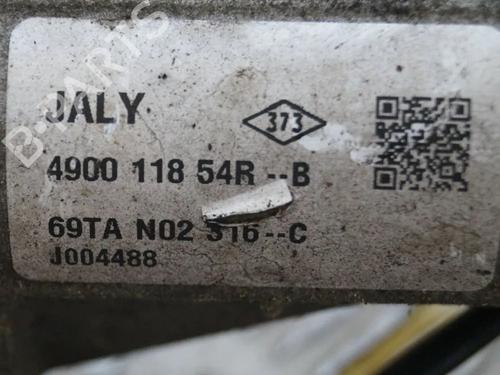 B-PARTS
JALY
373
4900 118 54R --B
69TA N02 316--C
J004488